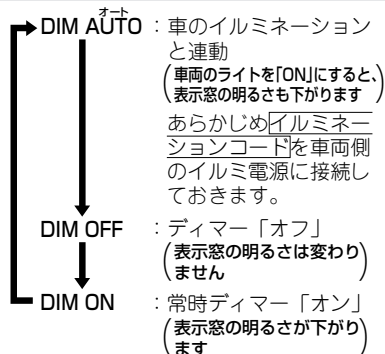 オート
DIM AUTO：車のイルミネーション
と連動
(車両のライトを「ON」にすると、
表示窓の明るさも下がります)
あらかじめイルミネー
ションコードを車両側
のイルミ電源に接続し
ておきます。
DIM OFF：ディマー「オフ」
(表示窓の明るさは変わり
ません)
DIM ON：常時ディマー「オン」
(表示窓の明るさが下がり
ます)